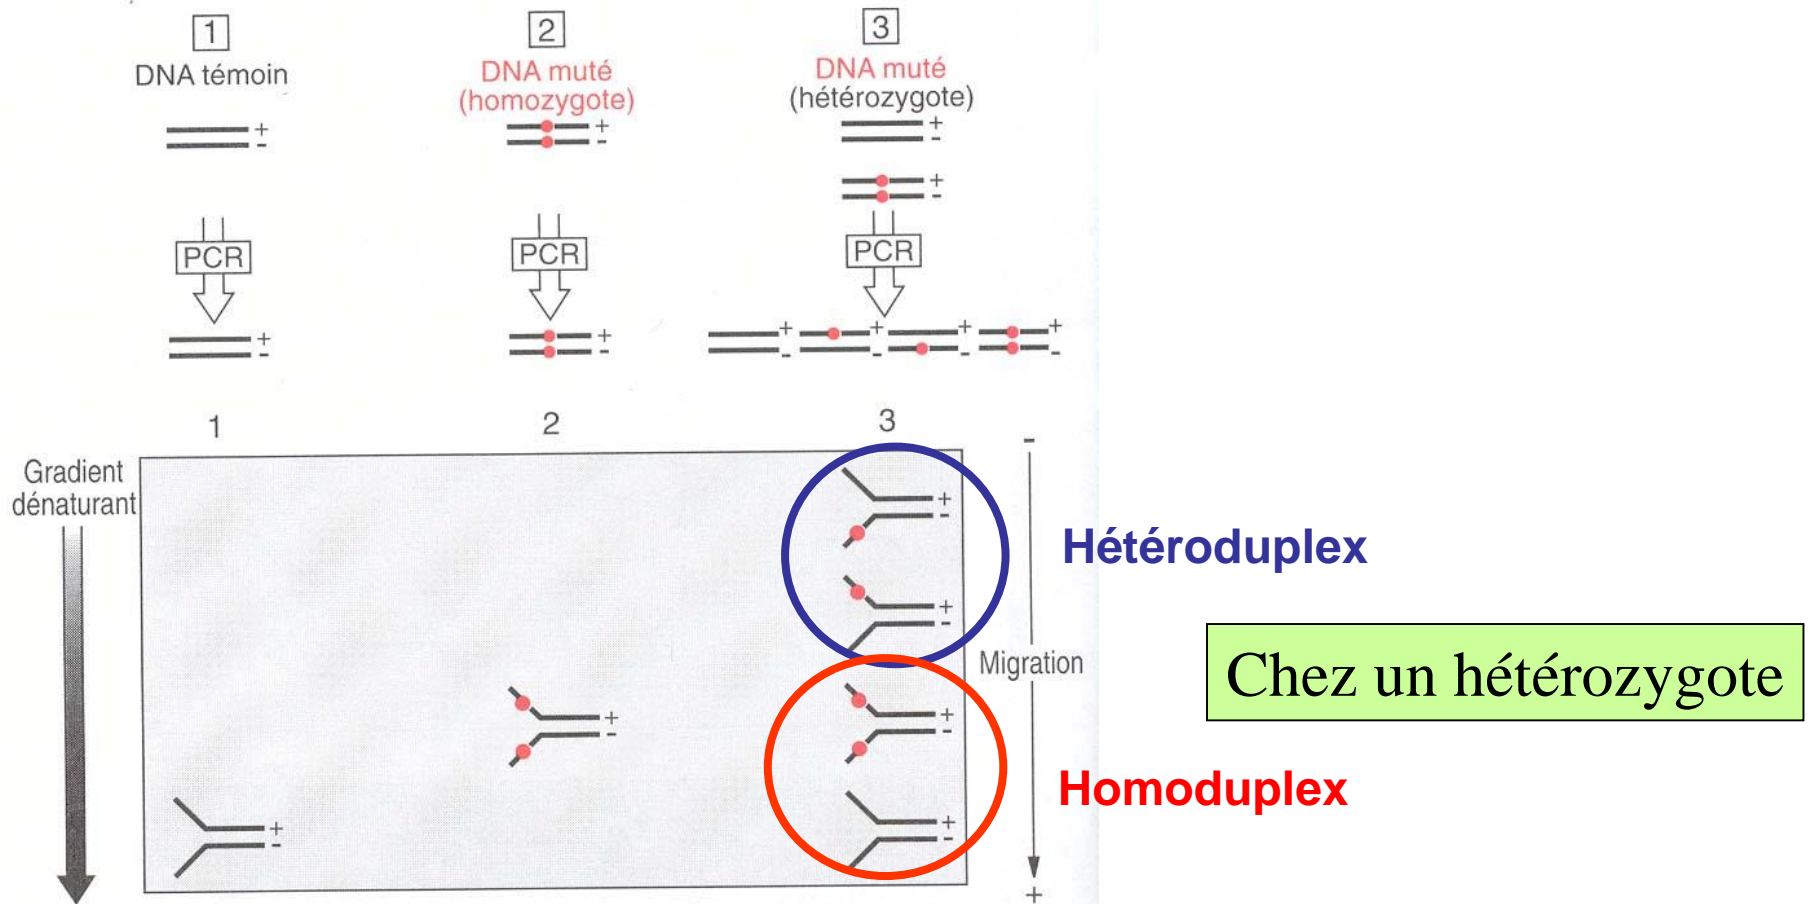 1
DNA témoin
+
-
PCR
+
-
2
DNA muté
(homozygote)
+
-
PCR
+
-
3
DNA muté
(hétérozygote)
+
-
+
-
PCR
+ + + +
- - - -
1 2 3
Gradient
dénaturant
-
+
-
+
-
Hétéroduplex
Migration
Chez un hétérozygote
+
-
+
-
Homoduplex
+
-
+
-
+